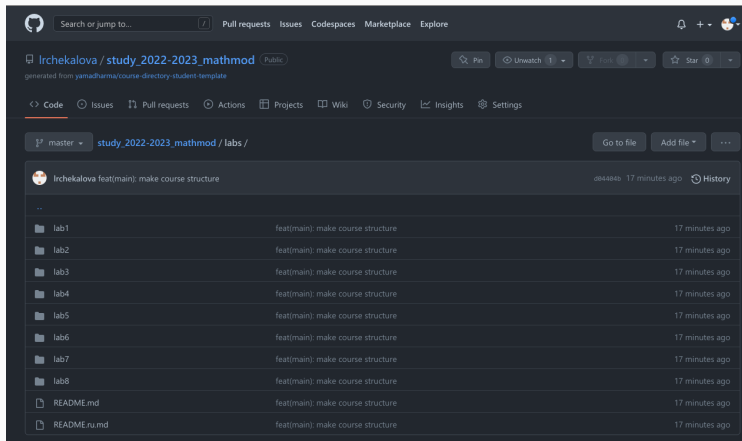 Search or jump to... / Pull requests Issues Codespaces Marketplace Explore
lrchekalova / study_2022-2023_mathmod Public Pin Unwatch 1 Fork 0 Star 0
generated from yamadharma/course-directory-student-template
Code Issues Pull requests Actions Projects Wiki Security Insights Settings
master study_2022-2023_mathmod / labs / Go to file Add file ...
lrchekalova feat(main): make course structure 17 minutes ago History
..
lab1 feat(main): make course structure 17 minutes ago
lab2 feat(main): make course structure 17 minutes ago
lab3 feat(main): make course structure 17 minutes ago
lab4 feat(main): make course structure 17 minutes ago
lab5 feat(main): make course structure 17 minutes ago
lab6 feat(main): make course structure 17 minutes ago
lab7 feat(main): make course structure 17 minutes ago
lab8 feat(main): make course structure 17 minutes ago
README.md feat(main): make course structure 17 minutes ago
README.ru.md feat(main): make course structure 17 minutes ago